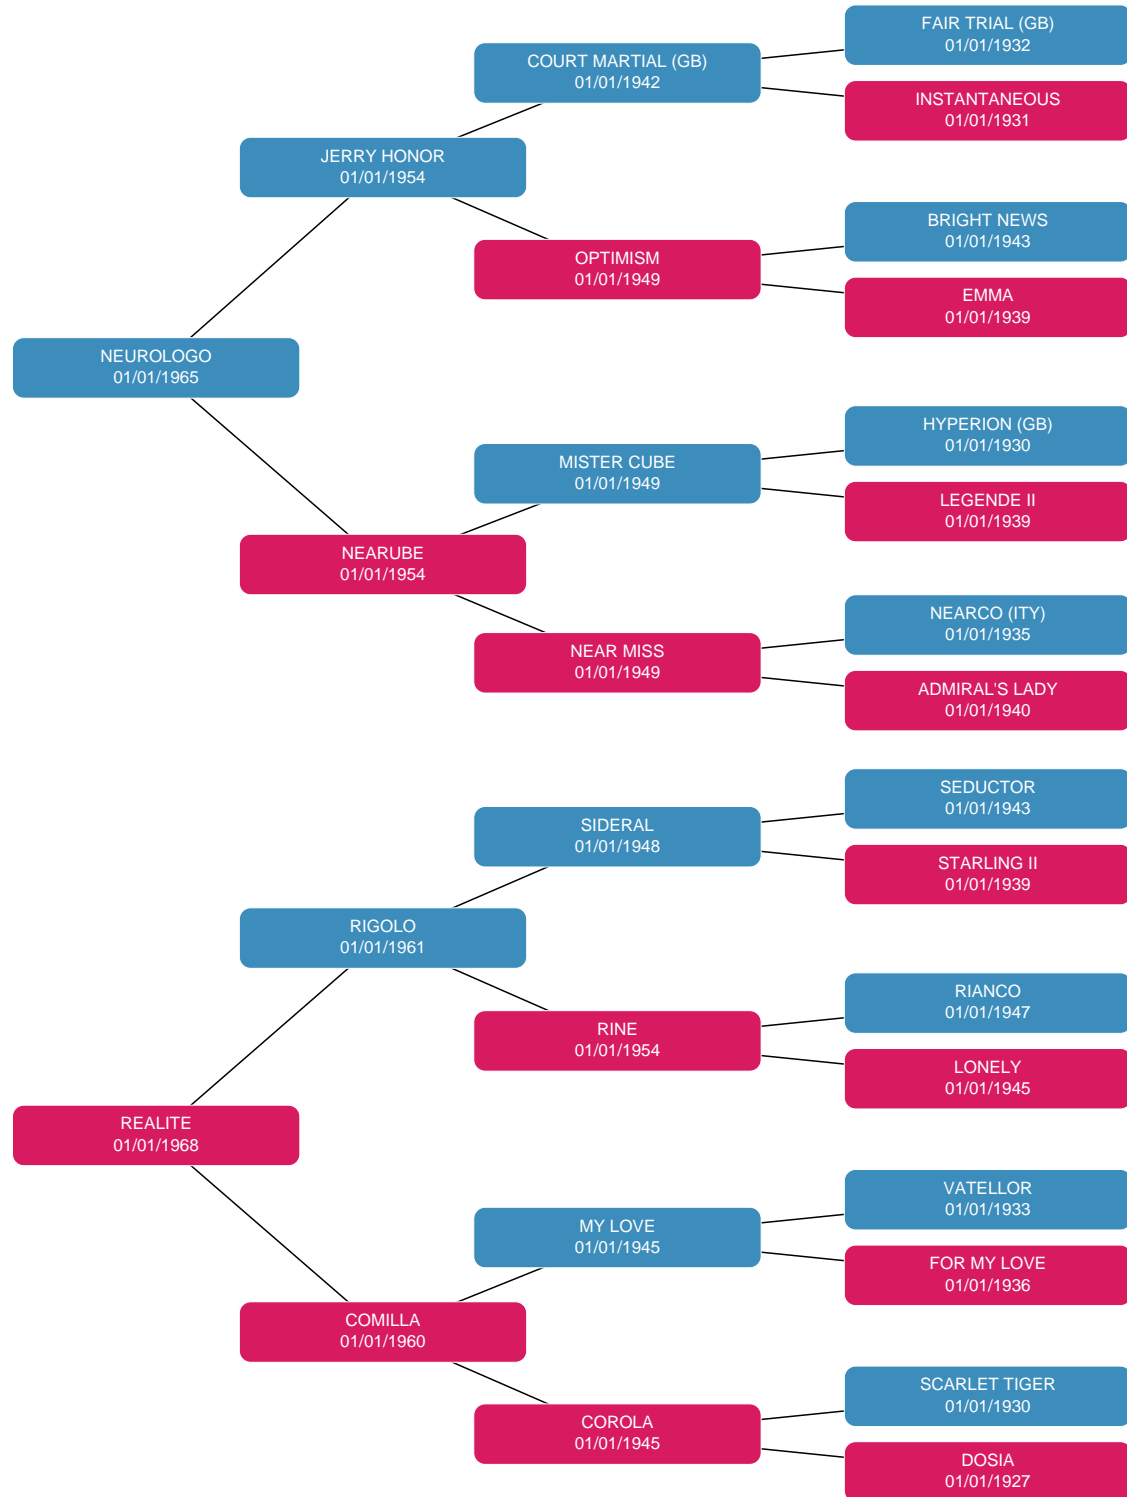 FAIR TRIAL (GB)
01/01/1932
COURT MARTIAL (GB)
01/01/1942
INSTANTANEOUS
01/01/1931
JERRY HONOR
01/01/1954
BRIGHT NEWS
01/01/1943
OPTIMISM
01/01/1949
EMMA
01/01/1939
NEUROLOGO
01/01/1965
HYPERION (GB)
01/01/1930
MISTER CUBE
01/01/1949
LEGENDE II
01/01/1939
NEARUBE
01/01/1954
NEARCO (ITY)
01/01/1935
NEAR MISS
01/01/1949
ADMIRAL'S LADY
01/01/1940
SEDUCTOR
01/01/1943
SIDERAL
01/01/1948
STARLING II
01/01/1939
RIGOLO
01/01/1961
RIANCO
01/01/1947
RINE
01/01/1954
LONELY
01/01/1945
REALITE
01/01/1968
VATELLOR
01/01/1933
MY LOVE
01/01/1945
FOR MY LOVE
01/01/1936
COMILLA
01/01/1960
SCARLET TIGER
01/01/1930
COROLA
01/01/1945
DOSIA
01/01/1927